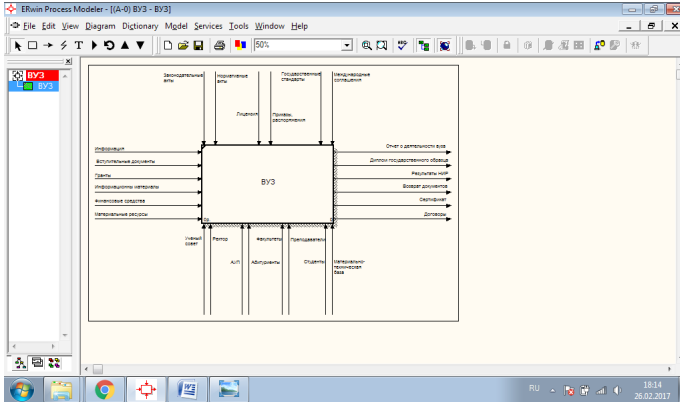 ERwin Process Modeler - [(A-0) ВУЗ - ВУЗ]
File Edit View Diagram Dictionary Model Services Tools Window Help
50%
ВУЗ
ВУЗ
Законодательные акты
Нормативные акты
Государственные стандарты
Международные соглашения
Лицензия
Приказы, распоряжения
Информация
Вступительные документы
Гранты
Информационны материалы
Финансовые средства
Материальные ресурсы
ВУЗ
0р.
Отчет о деятельности вуза
Диплом государственного образца
Результаты НИР
Возврат документов
Сертификат
Договоры
Учёный совет
Ректор
Факультеты
Преподаватели
АУП
Абитуриенты
Студенты
Материально-
техническая
база
RU
18:14
26.02.2017